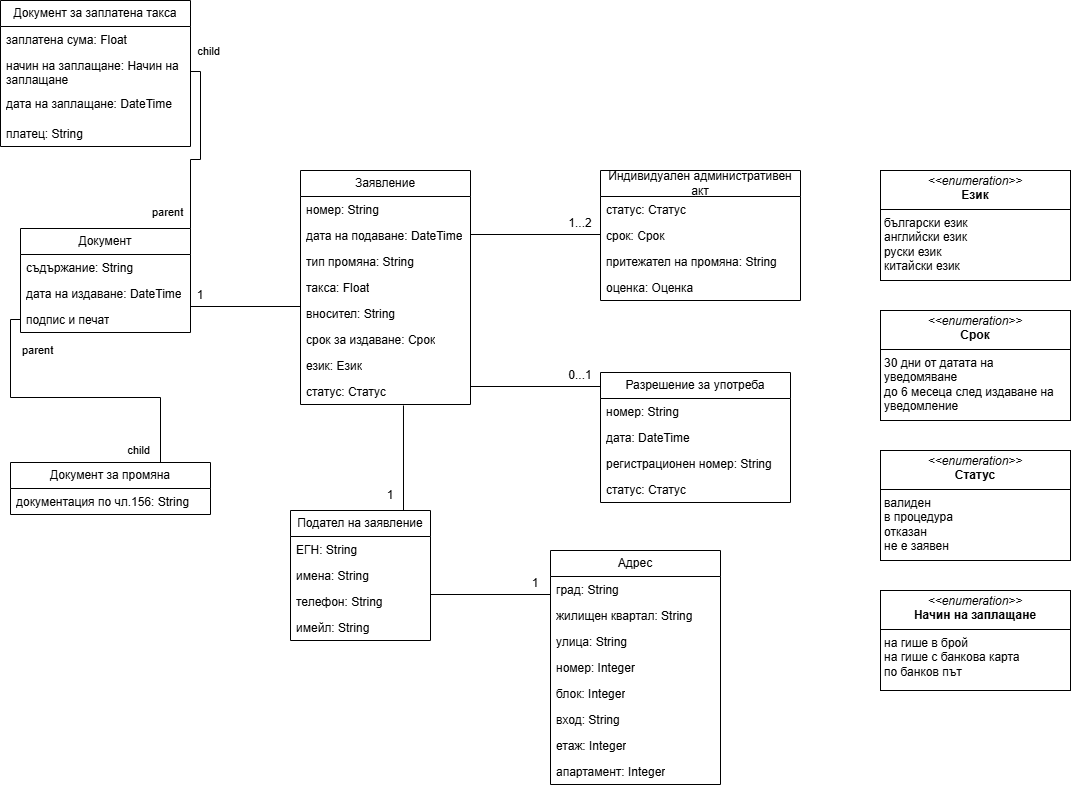 Документ за заплатена такса
заплатена сума: Float
начин на заплащане: Начин на
заплащане
дата на заплащане: DateTime
платец: String
child
parent
Документ
съдържание: String
дата на издаване: DateTime
подпис и печат
1
parent
child
Документ за промяна
документация по чл.156: String
Заявление
номер: String
дата на подаване: DateTime
тип промяна: String
такса: Float
вносител: String
срок за издаване: Срок
език: Език
статус: Статус
1...2
Индивидуален административен
акт
статус: Статус
срок: Срок
притежател на промяна: String
оценка: Оценка
0...1
Разрешение за употреба
номер: String
дата: DateTime
регистрационен номер: String
статус: Статус
1
Подател на заявление
ЕГН: String
имена: String
телефон: String
имейл: String
1
Адрес
град: String
жилищен квартал: String
улица: String
номер: Integer
блок: Integer
вход: String
етаж: Integer
апартамент: Integer
<<enumeration>>
Език
български език
английски език
руски език
китайски език
<<enumeration>>
Срок
30 дни от датата на
уведомяване
до 6 месеца след издаване на
уведомление
<<enumeration>>
Статус
валиден
в процедура
отказан
не е заявен
<<enumeration>>
Начин на заплащане
на гише в брой
на гише с банкова карта
по банков път